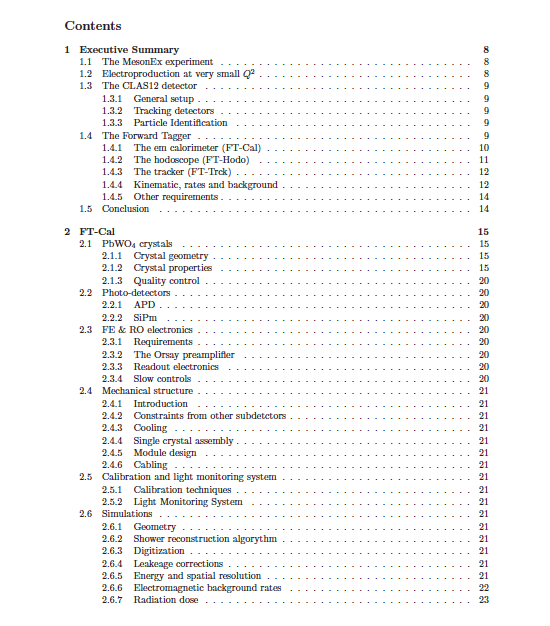 Contents
1 Executive Summary 8
1.1 The MesonEx experiment . . . . . . . . . . . . . . . . . . . . 8
1.2 Electroproduction at very small Q² . . . . . . . . . . . . . . . . . . . . 8
1.3 The CLAS12 detector . . . . . . . . . . . . . . . . . . . . 9
1.3.1 General setup . . . . . . . . . . . . . . . . . . . . 9
1.3.2 Tracking detectors . . . . . . . . . . . . . . . . . . . . 9
1.3.3 Particle Identification . . . . . . . . . . . . . . . . . . . . 9
1.4 The Forward Tagger . . . . . . . . . . . . . . . . . . . . 9
1.4.1 The em calorimeter (FT-Cal) . . . . . . . . . . . . . . . . . . . . 10
1.4.2 The hodoscope (FT-Hodo) . . . . . . . . . . . . . . . . . . . . 11
1.4.3 The tracker (FT-Trck) . . . . . . . . . . . . . . . . . . . . 12
1.4.4 Kinematic, rates and background . . . . . . . . . . . . . . . . . . . . 12
1.4.5 Other requirements . . . . . . . . . . . . . . . . . . . . 14
1.5 Conclusion . . . . . . . . . . . . . . . . . . . . 14
2 FT-Cal 15
2.1 PbWO₄ crystals . . . . . . . . . . . . . . . . . . . . 15
2.1.1 Crystal geometry . . . . . . . . . . . . . . . . . . . . 15
2.1.2 Crystal properties . . . . . . . . . . . . . . . . . . . . 15
2.1.3 Quality control . . . . . . . . . . . . . . . . . . . . 20
2.2 Photo-detectors . . . . . . . . . . . . . . . . . . . . 20
2.2.1 APD . . . . . . . . . . . . . . . . . . . . 20
2.2.2 SiPm . . . . . . . . . . . . . . . . . . . . 20
2.3 FE & RO electronics . . . . . . . . . . . . . . . . . . . . 20
2.3.1 Requirements . . . . . . . . . . . . . . . . . . . . 20
2.3.2 The Orsay preamplifier . . . . . . . . . . . . . . . . . . . . 20
2.3.3 Readout electronics . . . . . . . . . . . . . . . . . . . . 20
2.3.4 Slow controls . . . . . . . . . . . . . . . . . . . . 20
2.4 Mechanical structure . . . . . . . . . . . . . . . . . . . . 21
2.4.1 Introduction . . . . . . . . . . . . . . . . . . . . 21
2.4.2 Constraints from other subdetctors . . . . . . . . . . . . . . . . . . . . 21
2.4.3 Cooling . . . . . . . . . . . . . . . . . . . . 21
2.4.4 Single crystal assembly . . . . . . . . . . . . . . . . . . . . 21
2.4.5 Module design . . . . . . . . . . . . . . . . . . . . 21
2.4.6 Cabling . . . . . . . . . . . . . . . . . . . . 21
2.5 Calibration and light monitoring system . . . . . . . . . . . . . . . . . . . . 21
2.5.1 Calibration techniques . . . . . . . . . . . . . . . . . . . . 21
2.5.2 Light Monitoring System . . . . . . . . . . . . . . . . . . . . 21
2.6 Simulations . . . . . . . . . . . . . . . . . . . . 21
2.6.1 Geometry . . . . . . . . . . . . . . . . . . . . 21
2.6.2 Shower reconstruction algorythm . . . . . . . . . . . . . . . . . . . . 21
2.6.3 Digitization . . . . . . . . . . . . . . . . . . . . 21
2.6.4 Leakeage corrections . . . . . . . . . . . . . . . . . . . . 21
2.6.5 Energy and spatial resolution . . . . . . . . . . . . . . . . . . . . 21
2.6.6 Electromagnetic background rates . . . . . . . . . . . . . . . . . . . . 22
2.6.7 Radiation dose . . . . . . . . . . . . . . . . . . . . 23